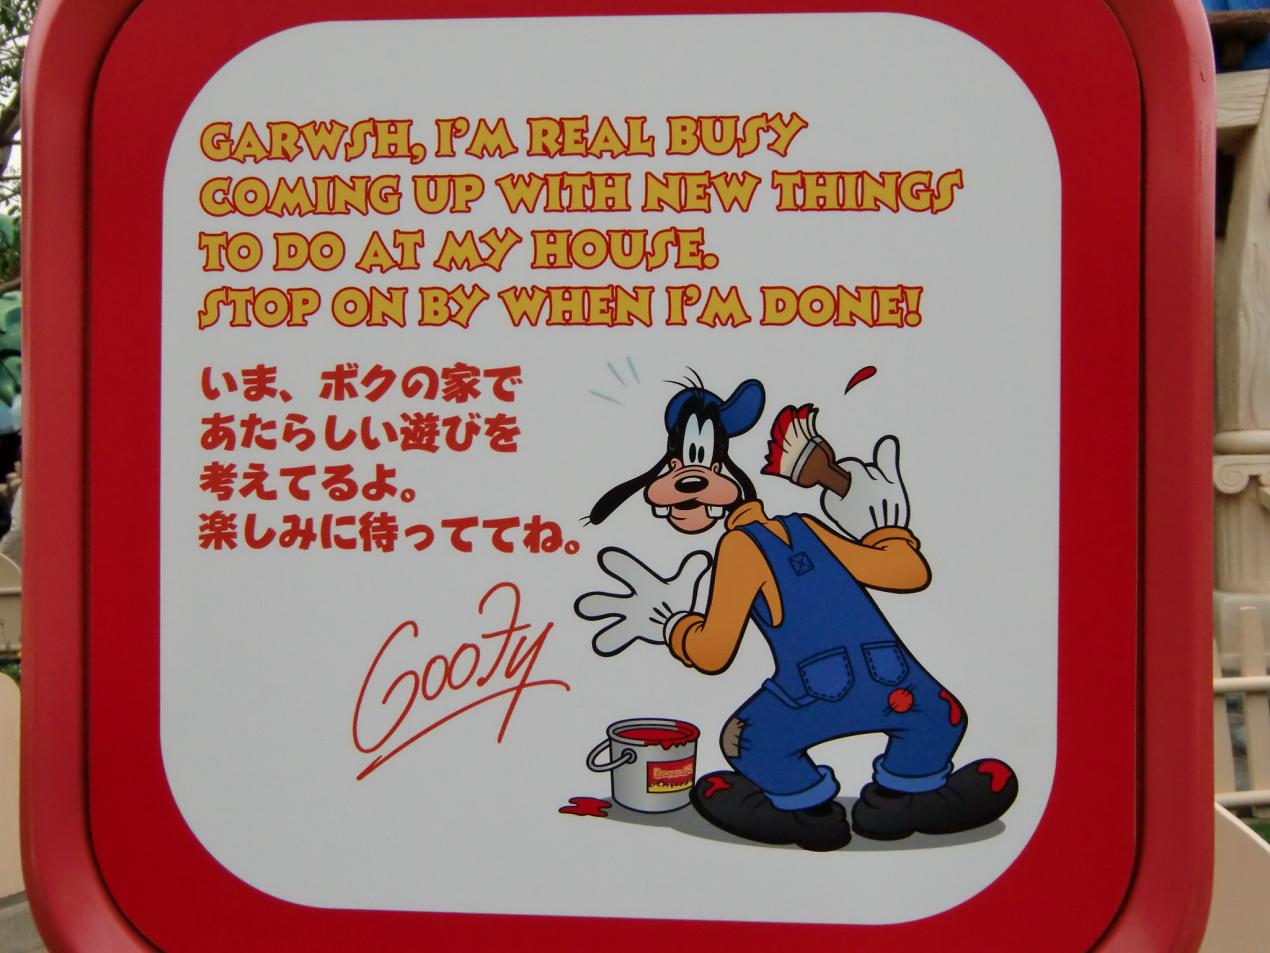 GARWSH, I'M REAL BUSY
COMING UP WITH NEW THINGS
TO DO AT MY HOUSE.
STOP ON BY WHEN I'M DONE!
いま、ボクの家で
あたらしい遊びを
考えてるよ。
楽しみに待っててね。
Goofy